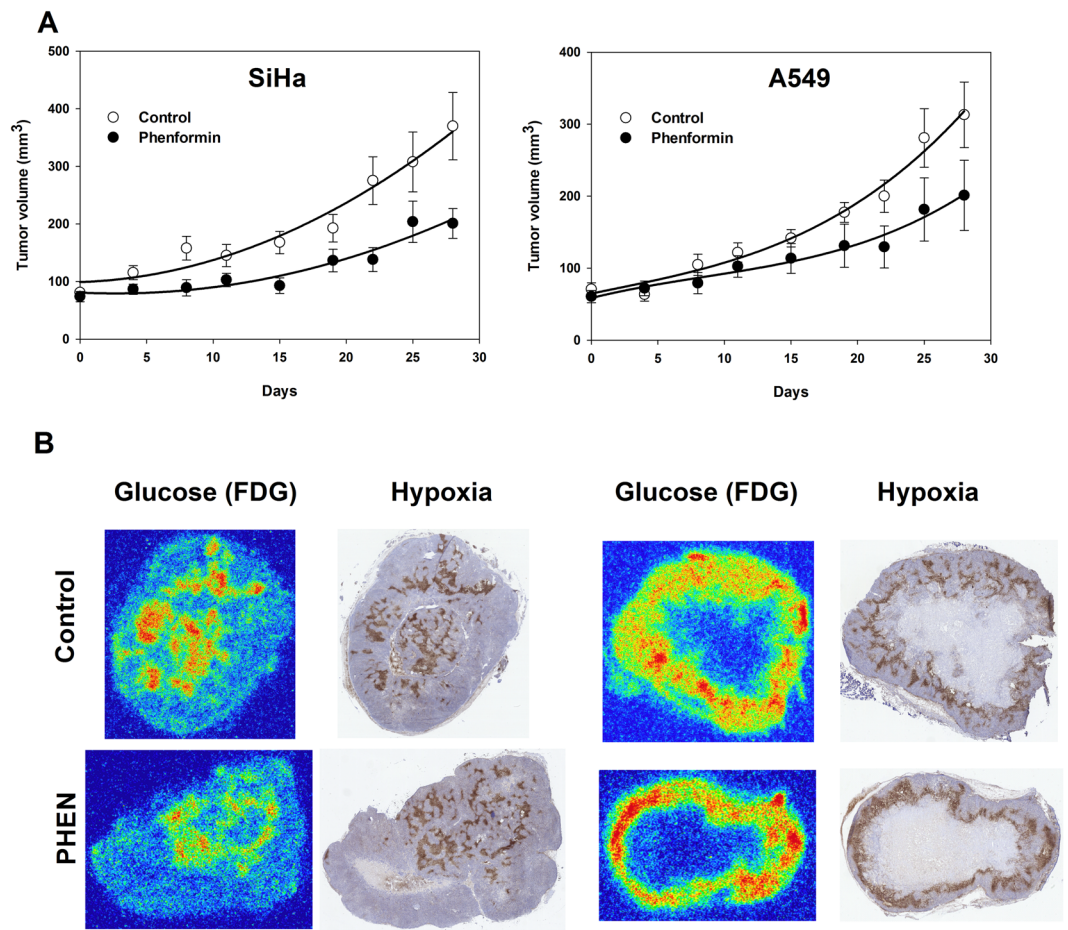 A
SiHa
A549
Control
Phenformin
Control
Phenformin
Tumor volume (mm³)
500
400
300
200
100
0
0 5 10 15 20 25 30
Days
Tumor volume (mm³)
400
300
200
100
0
0 5 10 15 20 25 30
Days
B
Glucose (FDG) Hypoxia Glucose (FDG) Hypoxia
Control
PHEN